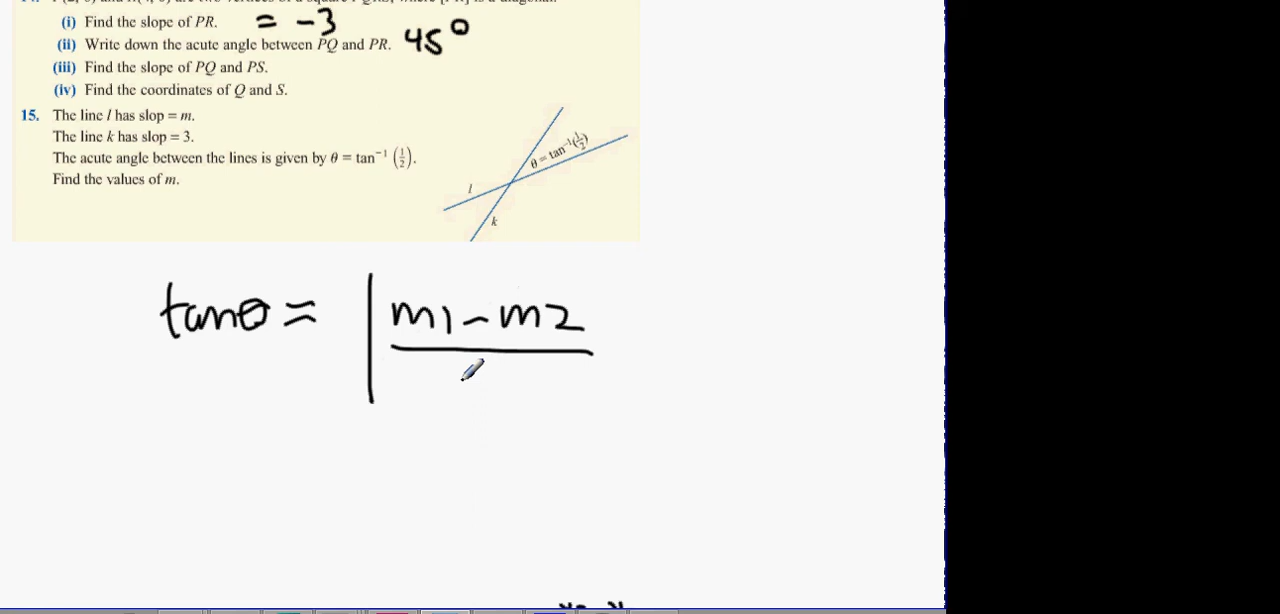 (i) Find the slope of PR. = -3
(ii) Write down the acute angle between PQ and PR. 45°
(iii) Find the slope of PQ and PS.
(iv) Find the coordinates of Q and S.
15. The line l has slop = m.
The line k has slop = 3.
The acute angle between the lines is given by θ = tan⁻¹ (1/2).
Find the values of m.
θ = tan⁻¹(1/2)
l
k
tanθ = | m1 - m2